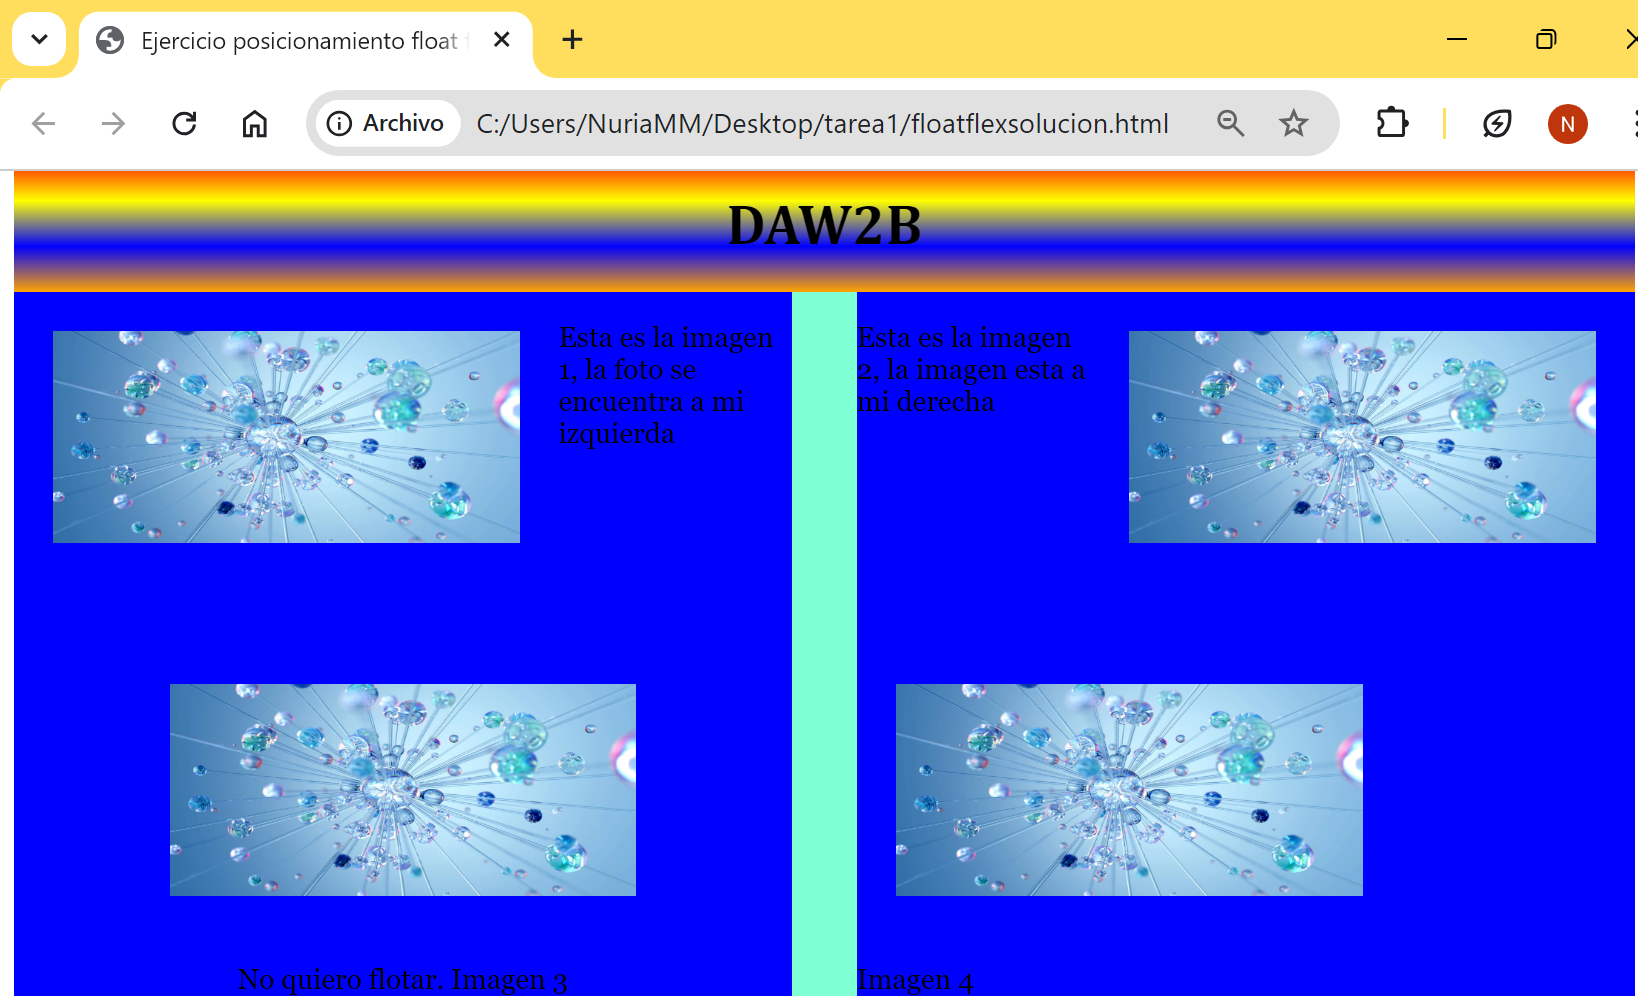 Ejercicio posicionamiento float
Archivo
C:/Users/NuriaMM/Desktop/tarea1/floatflexsolucion.html
N
DAW2B
Esta es la imagen
1, la foto se
encuentra a mi
izquierda
Esta es la imagen
2, la imagen esta a
mi derecha
No quiero flotar. Imagen 3
Imagen 4